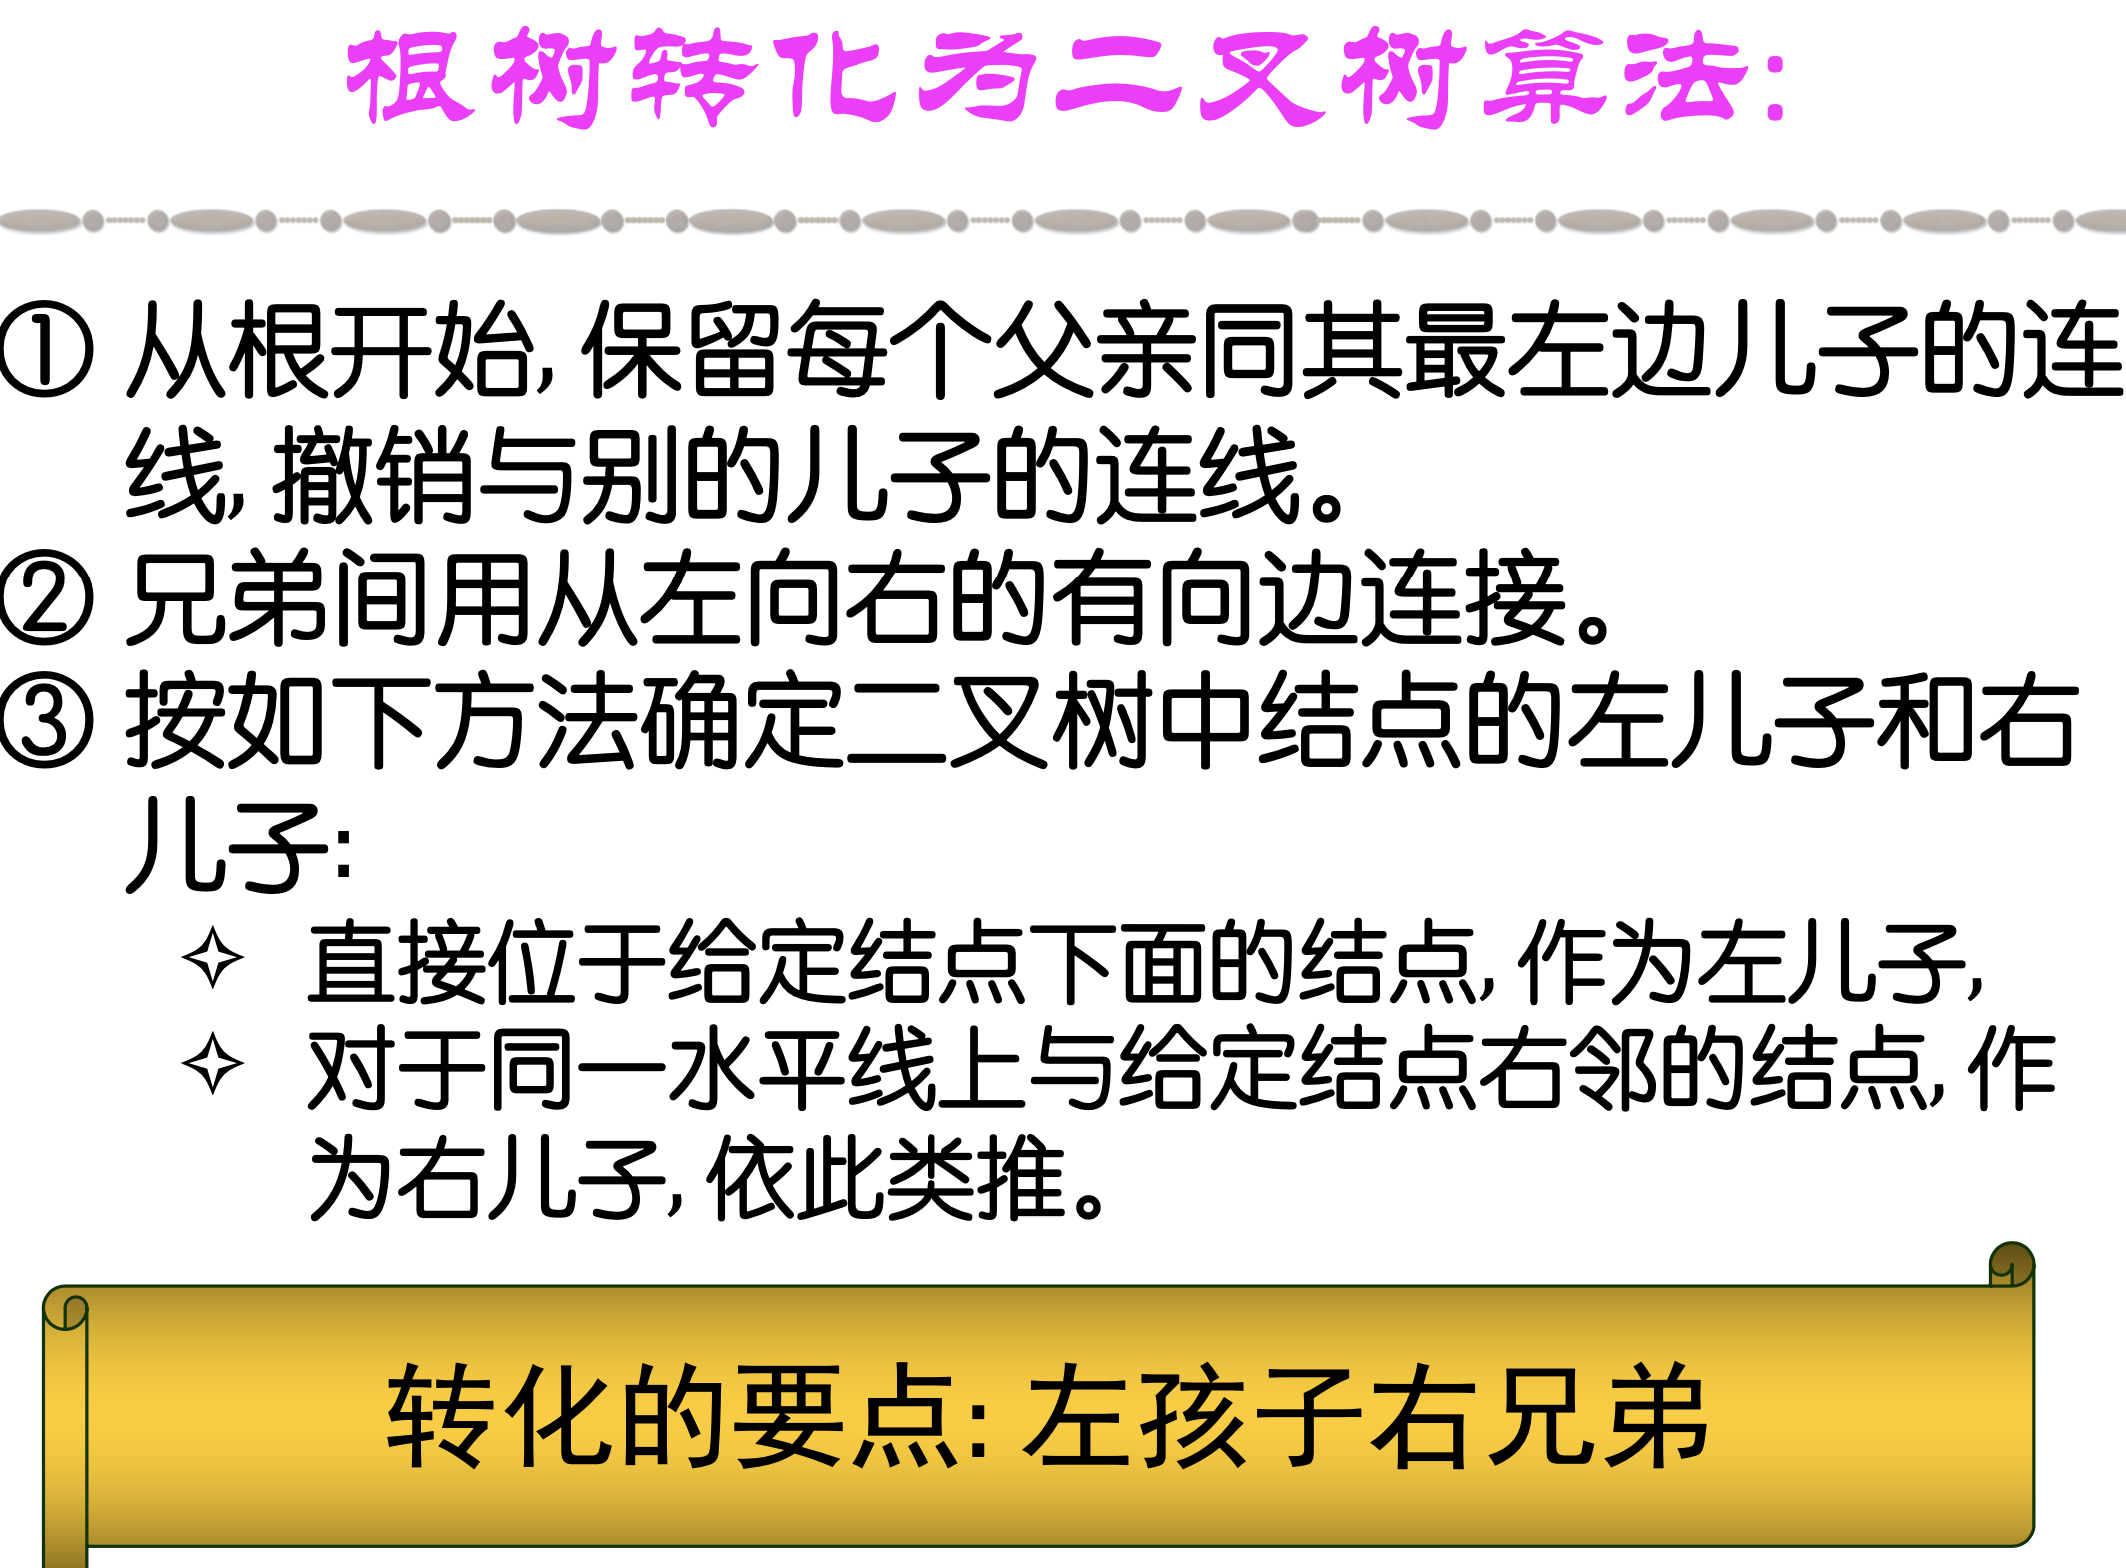 根树转化为二叉树算法:
① 从根开始, 保留每个父亲同其最左边儿子的连
线, 撤销与别的儿子的连线。
② 兄弟间用从左向右的有向边连接。
③ 按如下方法确定二叉树中结点的左儿子和右
儿子:
✧ 直接位于给定结点下面的结点, 作为左儿子,
✧ 对于同一水平线上与给定结点右邻的结点, 作
为右儿子, 依此类推。
转化的要点: 左孩子右兄弟